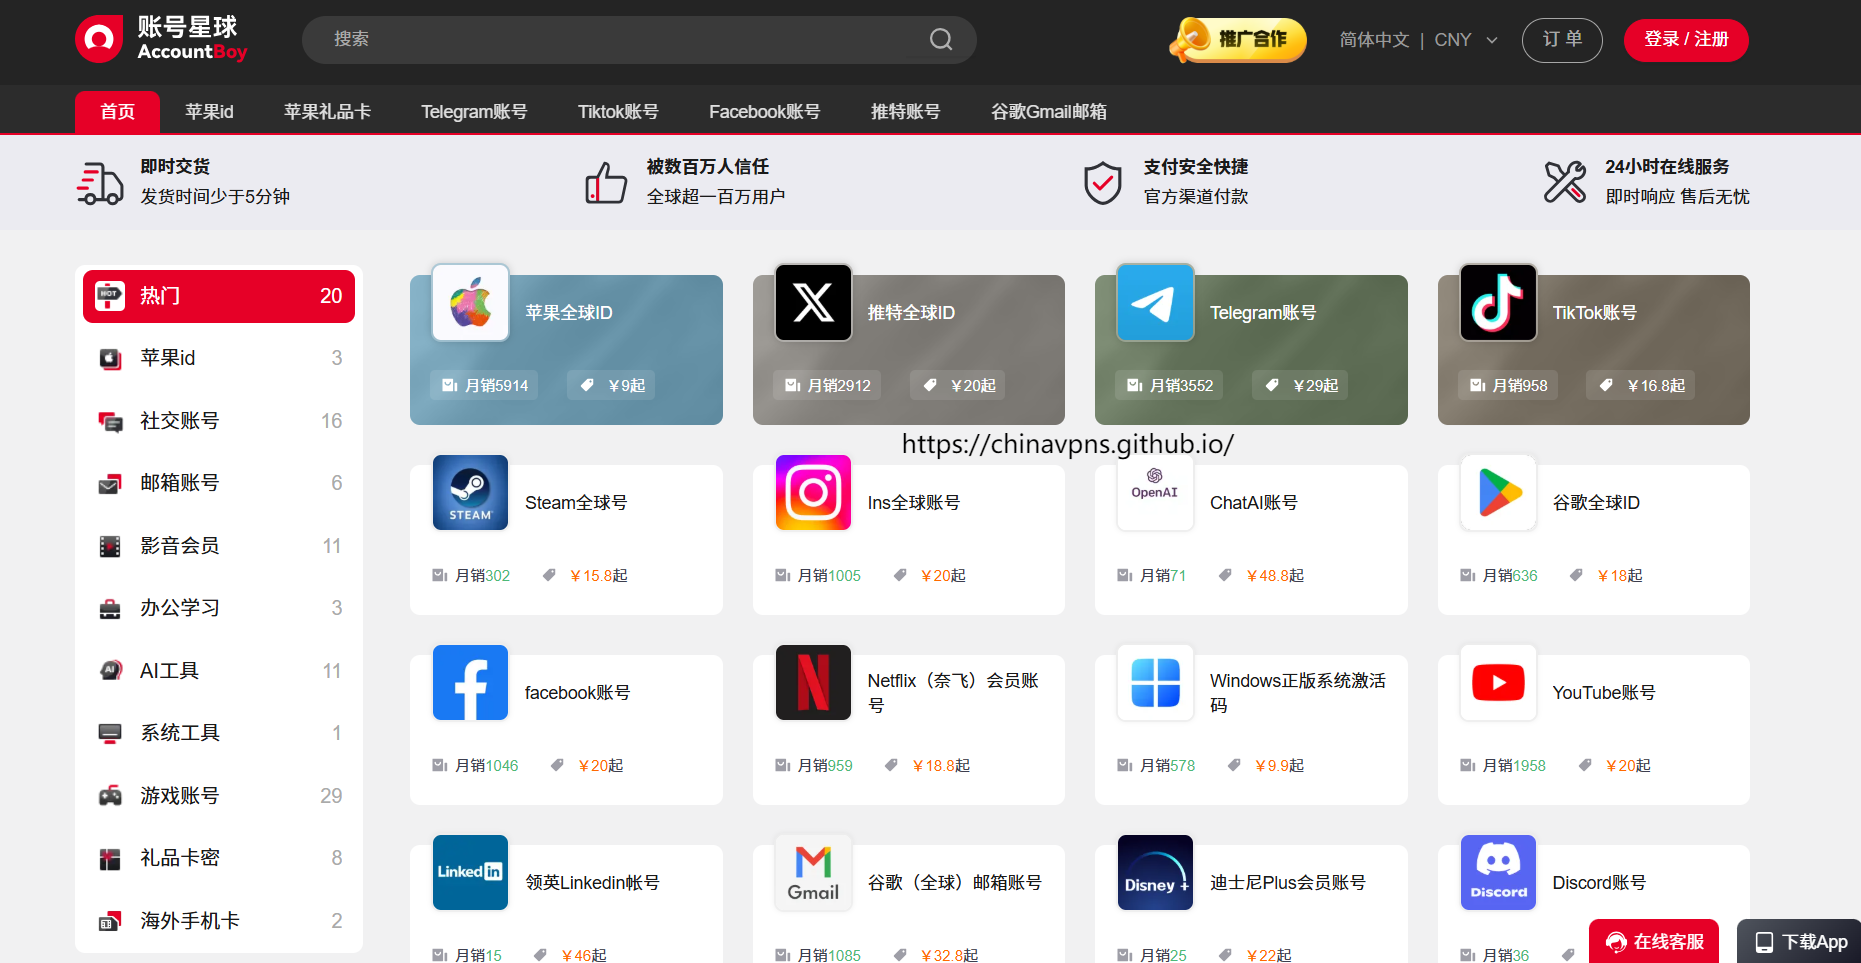 账号星球
AccountBoy
搜索
推广合作
简体中文 | CNY
订 单
登录 / 注册
首页
苹果id
苹果礼品卡
Telegram账号
Tiktok账号
Facebook账号
推特账号
谷歌Gmail邮箱
即时交货
发货时间少于5分钟
被数百万人信任
全球超一百万用户
支付安全快捷
官方渠道付款
24小时在线服务
即时响应 售后无忧
HOT
热门 20
苹果id 3
社交账号 16
邮箱账号 6
影音会员 11
办公学习 3
AI
AI工具 11
系统工具 1
游戏账号 29
礼品卡密 8
海外手机卡 2
苹果全球ID
月销5914 ￥9起
推特全球ID
月销2912 ￥20起
Telegram账号
月销3552 ￥29起
TikTok账号
月销958 ￥16.8起
https://chinavpns.github.io/
STEAM
Steam全球号
月销302 ￥15.8起
Ins全球账号
月销1005 ￥20起
OpenAI
ChatAI账号
月销71 ￥48.8起
谷歌全球ID
月销636 ￥18起
facebook账号
月销1046 ￥20起
Netflix（奈飞）会员账
号
月销959 ￥18.8起
Windows正版系统激活
码
月销578 ￥9.9起
YouTube账号
月销1958 ￥20起
Linked in
领英Linkedin帐号
月销15 ￥46起
Gmail
谷歌（全球）邮箱账号
月销1085 ￥32.8起
Disney +
迪士尼Plus会员账号
月销25 ￥22起
Discord
Discord账号
月销36
在线客服
下载App